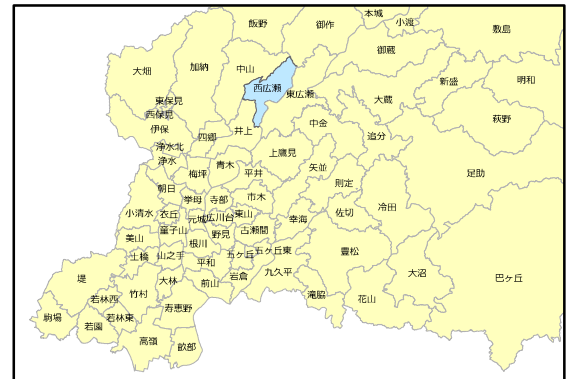 本城
小渡
飯野
御作
敷島
御蔵
大畑
加納
中山
新盛
明和
西広瀬
東広瀬
大蔵
東保見
西保見
萩野
伊保
四郷
井上
中金
追分
浄水北
浄水
青木
上鷹見
矢並
足助
梅坪
平井
則定
朝日
挙母
寺部
市木
冷田
小清水
衣丘
元城
広川台
東山
幸海
佐切
美山
童子山
野見
古瀬間
根川
土橋
山之手
平和
五ケ丘
五ヶ丘東
豊松
堤
大林
前山
岩倉
九久平
大沼
巴ヶ丘
若林西
竹村
滝脇
花山
寿恵野
駒場
若園
若林東
高嶺
畝部